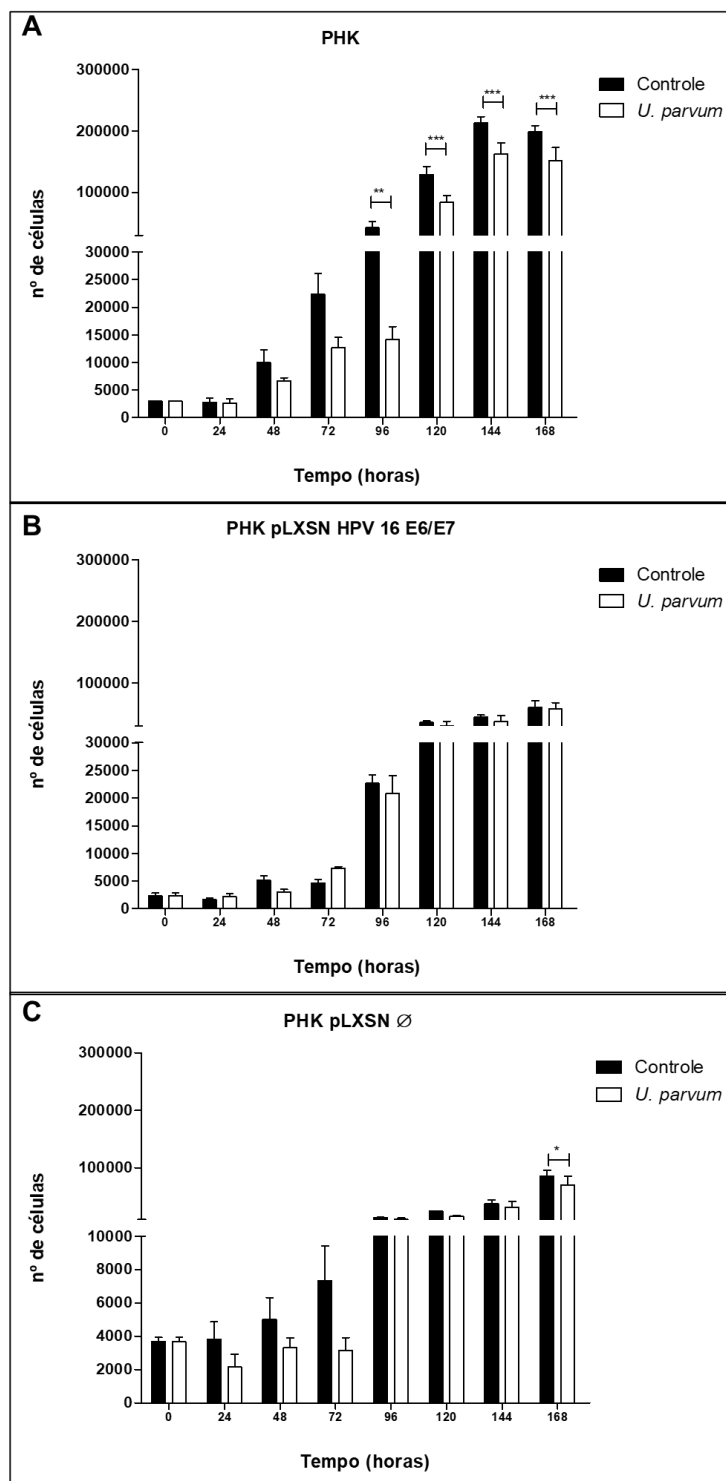 A
PHK
300000
200000
100000
30000
25000
20000
15000
10000
5000
0
nº de células
**
***
***
***
Controle
U. parvum
0 24 48 72 96 120 144 168
Tempo (horas)
B
PHK pLXSN HPV 16 E6/E7
300000
200000
100000
30000
25000
20000
15000
10000
5000
0
nº de células
Controle
U. parvum
0 24 48 72 96 120 144 168
Tempo (horas)
C
PHK pLXSN Ø
300000
200000
100000
10000
8000
6000
4000
2000
0
nº de células
*
Controle
U. parvum
0 24 48 72 96 120 144 168
Tempo (horas)